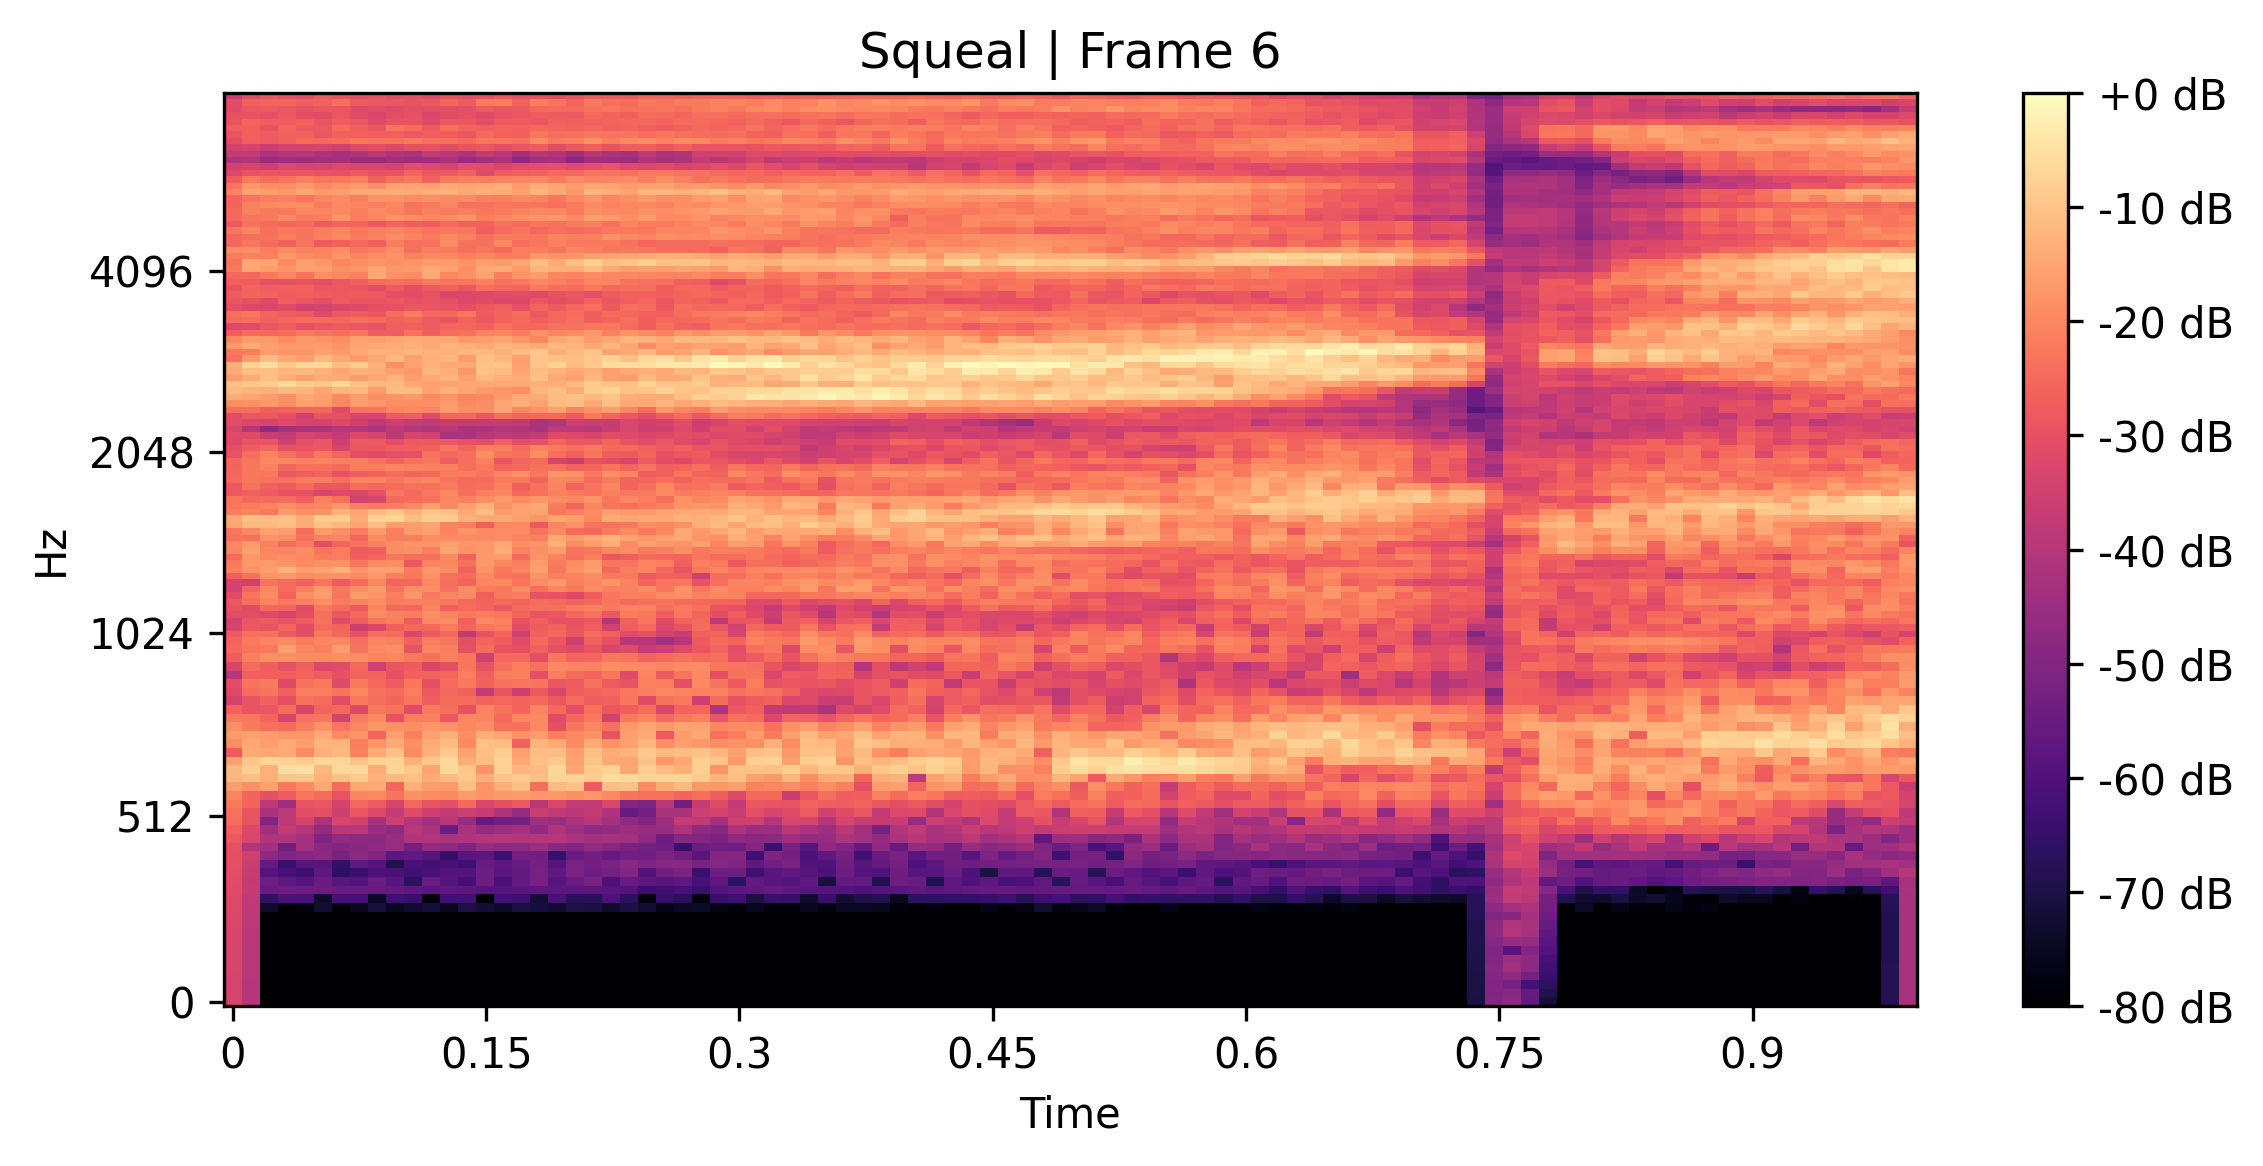 Squeal | Frame 6
Hz
4096
2048
1024
512
0
0 0.15 0.3 0.45 0.6 0.75 0.9
Time
+0 dB
-10 dB
-20 dB
-30 dB
-40 dB
-50 dB
-60 dB
-70 dB
-80 dB